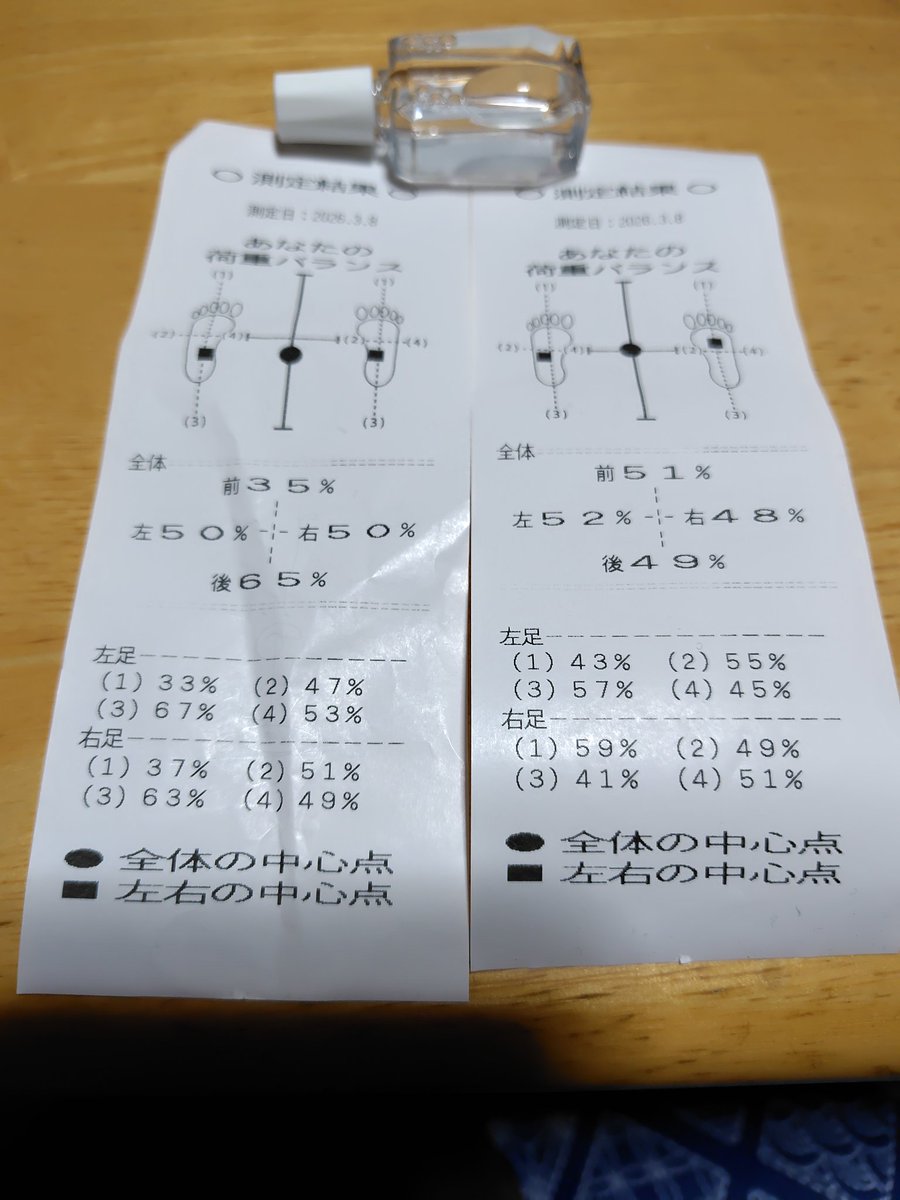 測定結果
測定日：2026.3.8
あなたの
荷重バランス
(1)
(1)
(2)
(4)
(2)
(4)
(3)
(3)
全体
前３５%
左５０% 右５０%
後６５%
左足
(1) 33% (2) 47%
(3) 67% (4) 53%
右足
(1) 37% (2) 51%
(3) 63% (4) 49%
全体の中心点
左右の中心点
測定結果
測定日：2026.3.8
あなたの
荷重バランス
(1)
(1)
(2)
(4)
(2)
(4)
(3)
(3)
全体
前５１%
左５２% 右４８%
後４９%
左足
(1) 43% (2) 55%
(3) 57% (4) 45%
右足
(1) 59% (2) 49%
(3) 41% (4) 51%
全体の中心点
左右の中心点